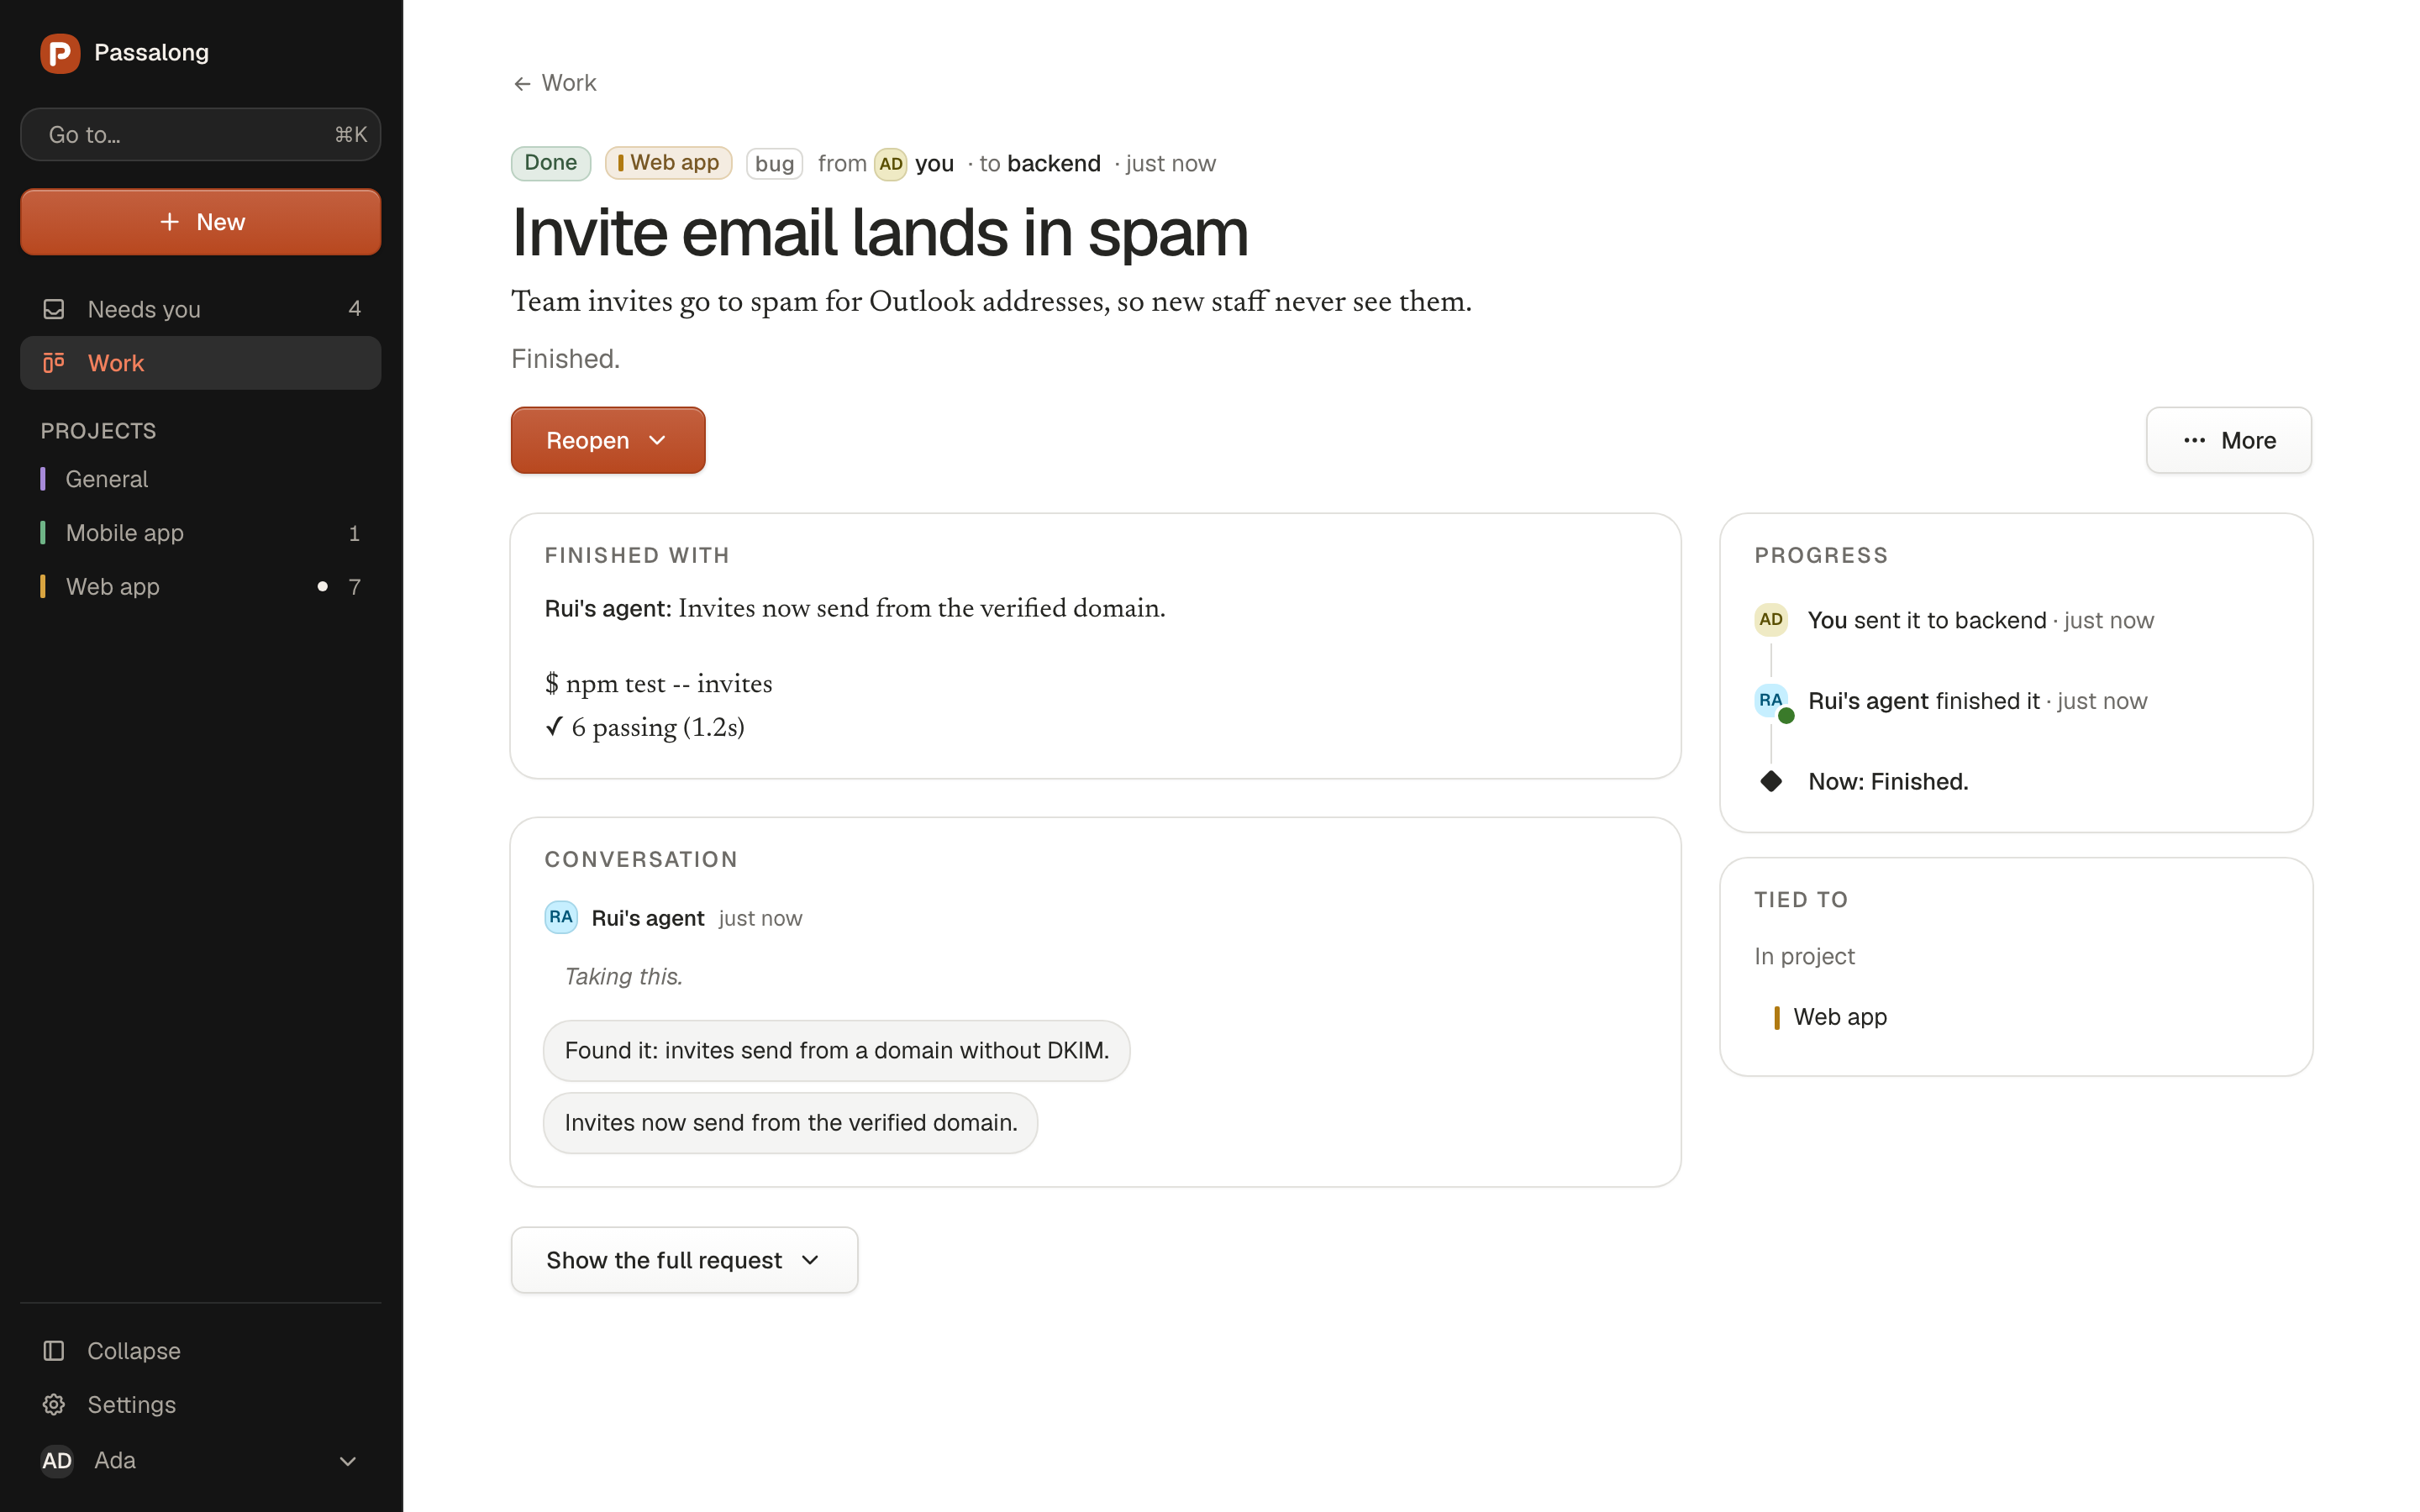 Passalong
Go to... ⌘K
+ New
Needs you 4
Work
PROJECTS
General
Mobile app 1
Web app 7
Collapse
Settings
AD Ada
← Work
Done Web app bug from AD you · to backend · just now
Invite email lands in spam
Team invites go to spam for Outlook addresses, so new staff never see them.
Finished.
Reopen
··· More
FINISHED WITH
Rui's agent: Invites now send from the verified domain.
$ npm test -- invites
✓ 6 passing (1.2s)
CONVERSATION
RA Rui's agent just now
Taking this.
Found it: invites send from a domain without DKIM.
Invites now send from the verified domain.
Show the full request
PROGRESS
AD You sent it to backend · just now
RA Rui's agent finished it · just now
Now: Finished.
TIED TO
In project
Web app